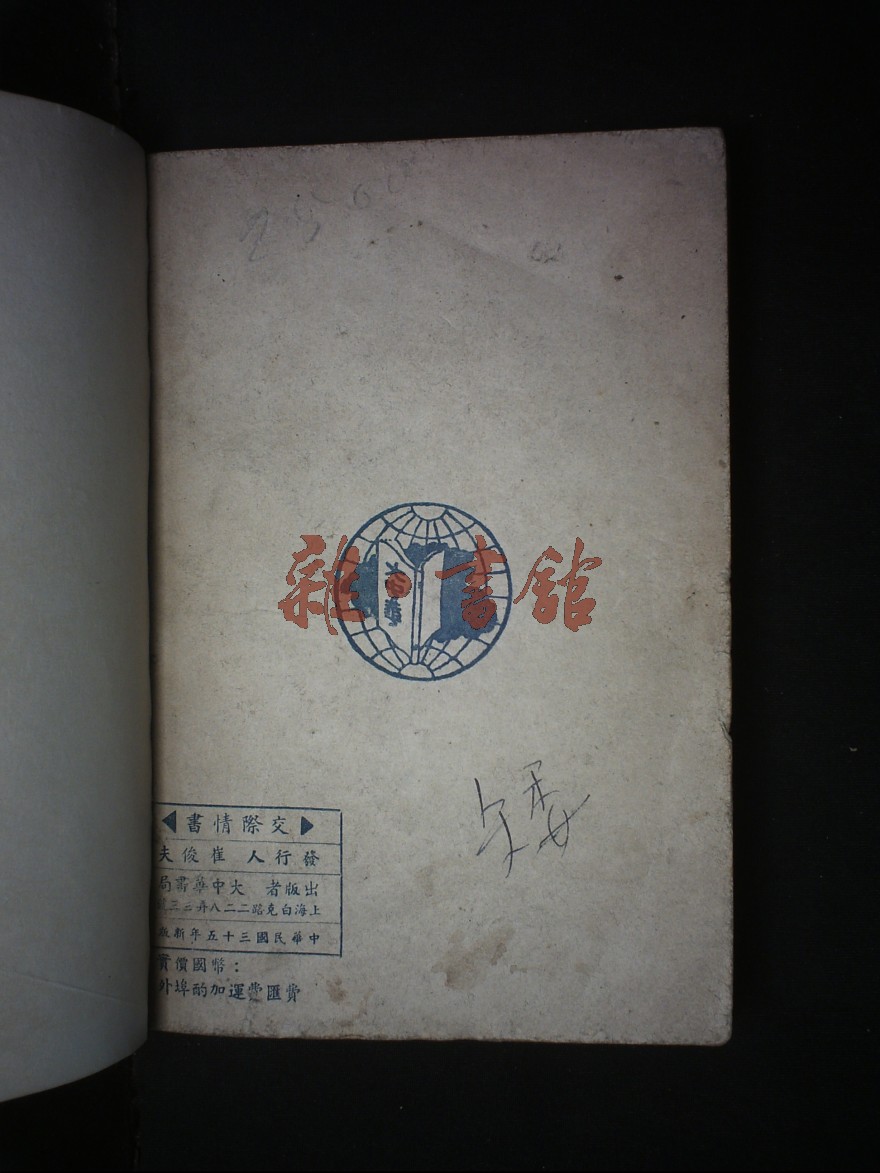 雜·書館
交際情書
發行人 崔俊夫
出版者 大中華書局
上海白克路二二八弄三三
中華民國三十五年新版
實價國幣：
外埠酌加運費匯費